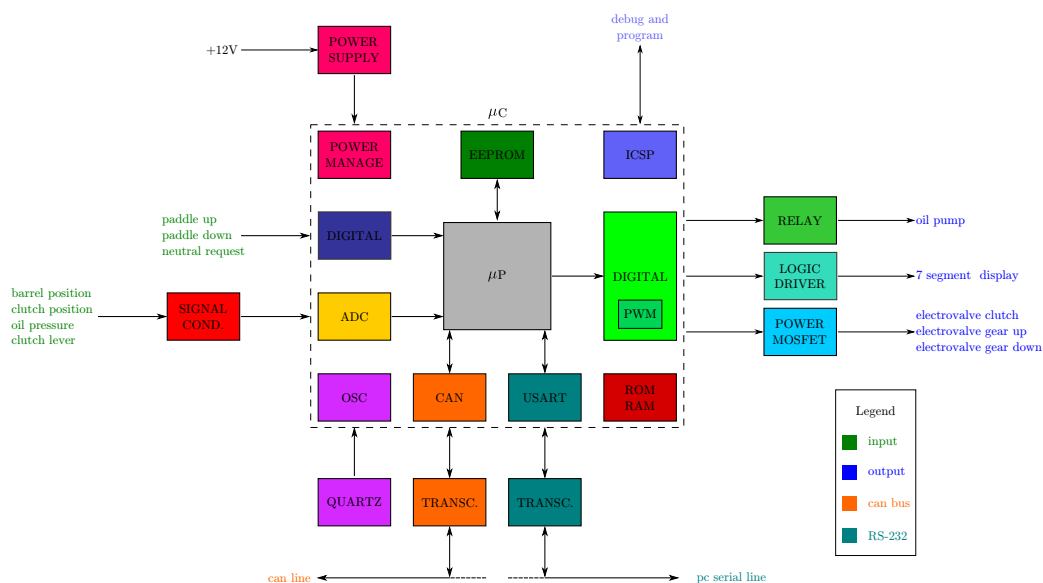 debug and
program
+12V
POWER
SUPPLY
μC
POWER
MANAGE
EEPROM
ICSP
paddle up
paddle down
neutral request
DIGITAL
μP
DIGITAL
PWM
RELAY
oil pump
LOGIC
DRIVER
7 segment display
barrel position
clutch position
oil pressure
clutch lever
SIGNAL
COND.
ADC
POWER
MOSFET
electrovalve clutch
electrovalve gear up
electrovalve gear down
OSC
CAN
USART
ROM
RAM
Legend
input
output
can bus
RS-232
QUARTZ
TRANSC.
TRANSC.
can line
pc serial line